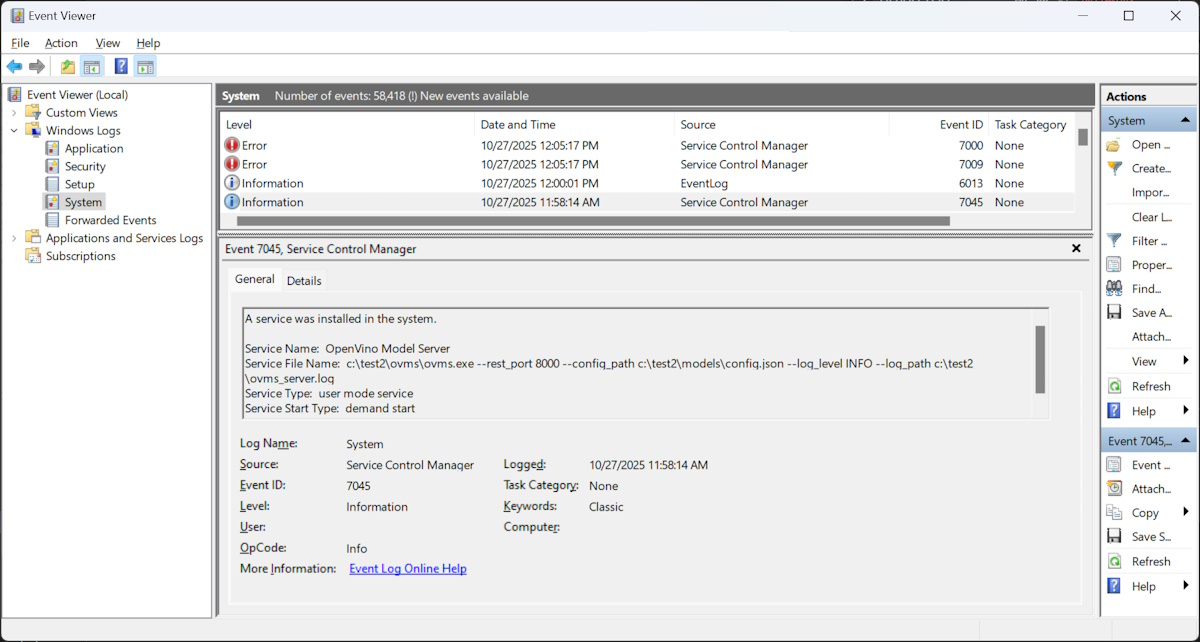 Event Viewer
File Action View Help
Event Viewer (Local)
Custom Views
Windows Logs
Application
Security
Setup
System
Forwarded Events
Applications and Services Logs
Subscriptions
System Number of events: 58,418 (!) New events available
Level Date and Time Source Event ID Task Category
Error 10/27/2025 12:05:17 PM Service Control Manager 7000 None
Error 10/27/2025 12:05:17 PM Service Control Manager 7009 None
Information 10/27/2025 12:00:01 PM EventLog 6013 None
Information 10/27/2025 11:58:14 AM Service Control Manager 7045 None
Event 7045, Service Control Manager
General Details
A service was installed in the system.
Service Name: OpenVino Model Server
Service File Name: c:\test2\ovms\ovms.exe --rest_port 8000 --config_path c:\test2\models\config.json --log_level INFO --log_path c:\test2
\ovms_server.log
Service Type: user mode service
Service Start Type: demand start
Log Name: System
Source: Service Control Manager Logged: 10/27/2025 11:58:14 AM
Event ID: 7045 Task Category: None
Level: Information Keywords: Classic
User: Computer:
OpCode: Info
More Information: Event Log Online Help
Actions
System
Open ...
Create...
Impor...
Clear L...
Filter ...
Proper...
Find...
Save A...
Attach...
View
Refresh
Help
Event 7045,...
Event ...
Attach...
Copy
Save S...
Refresh
Help